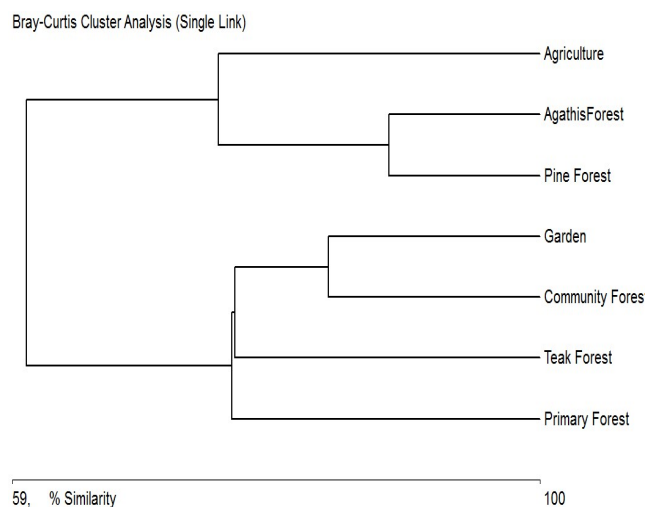 Bray-Curtis Cluster Analysis (Single Link)
Agriculture
AgathisForest
Pine Forest
Garden
Community Fores
Teak Forest
Primary Forest
59, % Similarity 100